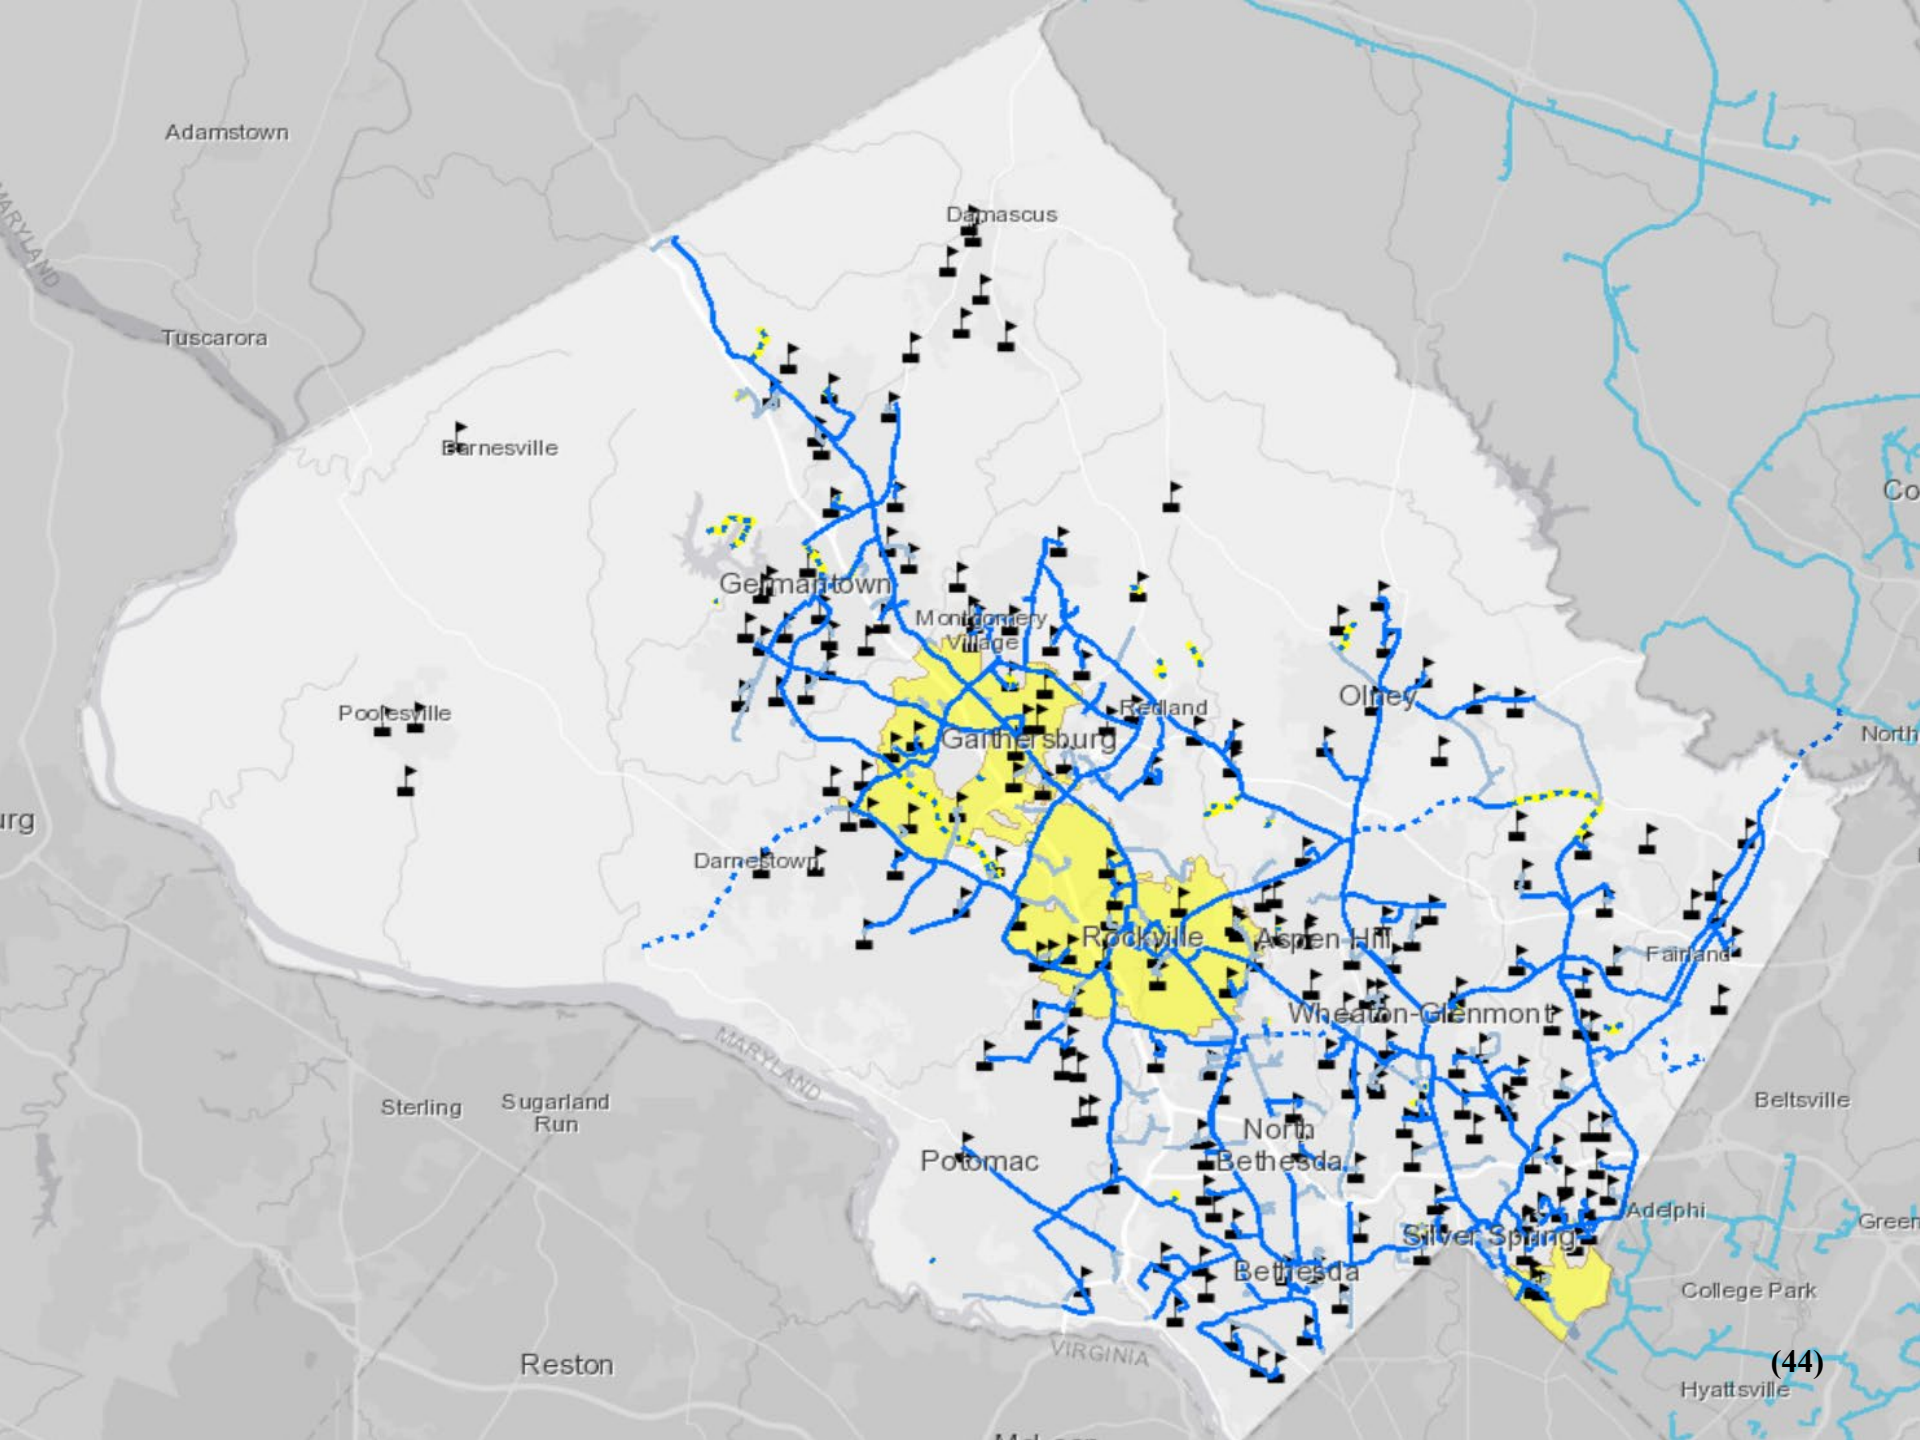 Adamstown
MARYLAND
Damascus
Tuscarora
Barnesville
Co
Germantown
Montgomery
Village
Olney
Poolesville
Redland
North
Gaithersburg
urg
Darnestown
Rockville
Aspen Hill
Fairland
Wheaton-Glenmont
MARYLAND
Sterling
Sugarland
Run
Beltsville
North
Bethesda
Potomac
Adelphi
Green
Silver Spring
Bethesda
College Park
VIRGINIA
Reston
(44)
Hyattsville